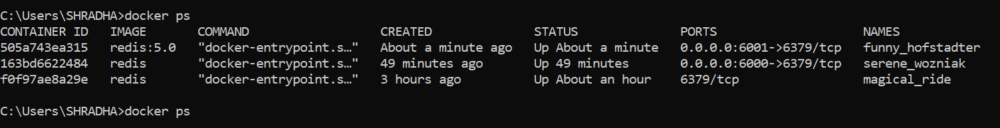 C:\Users\SHRADHA>docker ps
CONTAINER ID   IMAGE       COMMAND                  CREATED              STATUS              PORTS                    NAMES
505a743ea315   redis:5.0   "docker-entrypoint.s…"   About a minute ago   Up About a minute   0.0.0.0:6001->6379/tcp   funny_hofstadter
163bd6622484   redis       "docker-entrypoint.s…"   49 minutes ago       Up 49 minutes       0.0.0.0:6000->6379/tcp   serene_wozniak
f0f97ae8a29e   redis       "docker-entrypoint.s…"   3 hours ago          Up About an hour    6379/tcp                 magical_ride
C:\Users\SHRADHA>docker ps